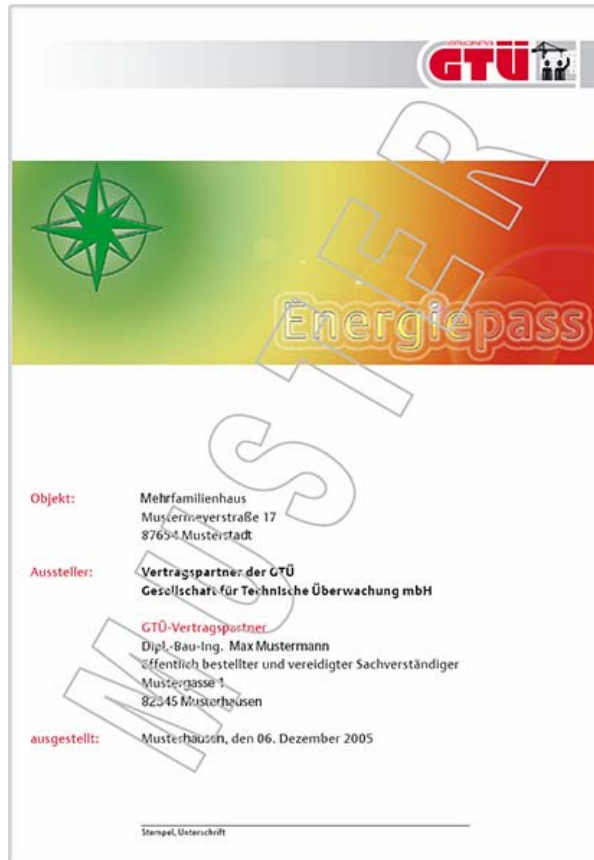 GTÜ
Energiepass
MUSTER
Objekt: Mehrfamilienhaus
Mustermeyerstraße 17
87654 Musterstadt
Aussteller: Vertragspartner der GTÜ
Gesellschaft für Technische Überwachung mbH
GTÜ-Vertragspartner
Dipl.-Bau-Ing. Max Mustermann
öffentlich bestellter und vereidigter Sachverständiger
Mustergasse 1
82345 Musterhausen
ausgestellt: Musterhausen, den 06. Dezember 2005
Stempel, Unterschrift